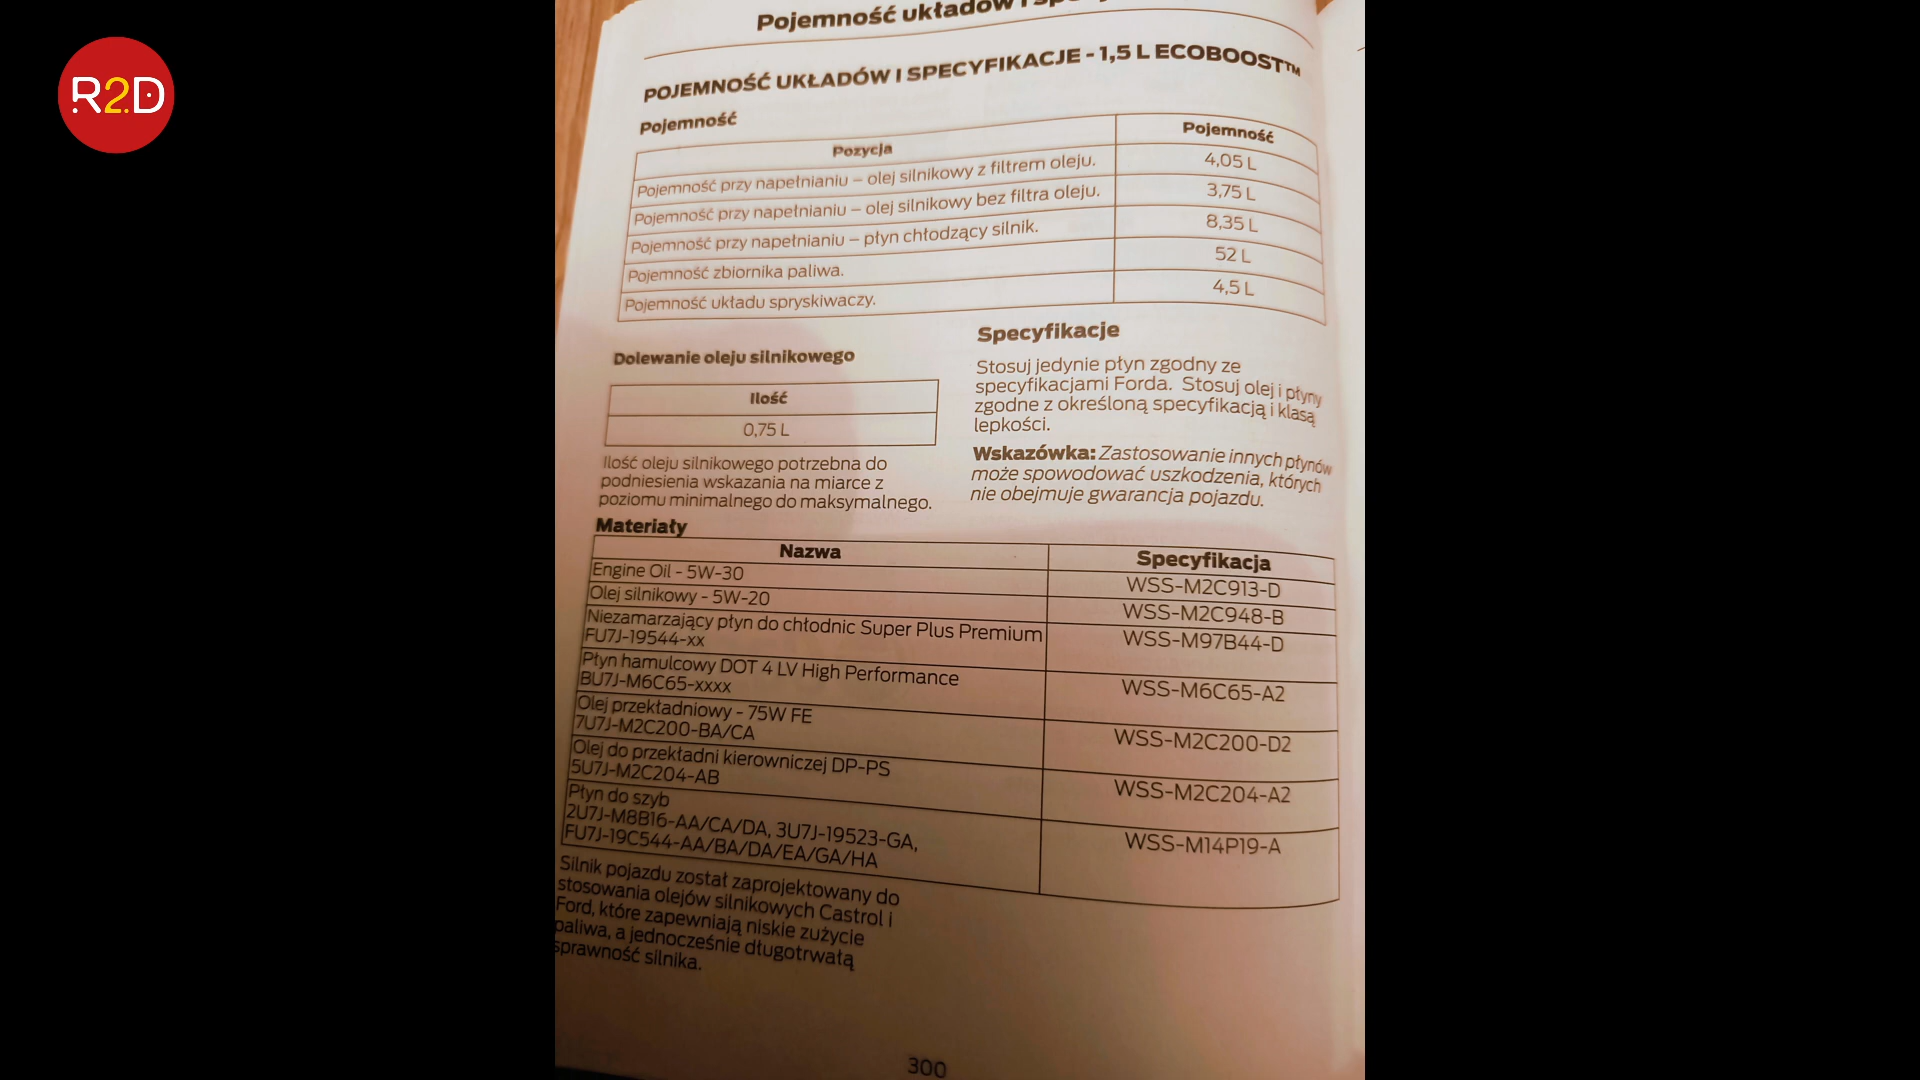 R2D
Pojemność układów i
POJEMNOŚĆ UKŁADÓW I SPECYFIKACJE - 1,5 L ECOBOOST™
Pojemność
Pozycja Pojemność
Pojemność przy napełnianiu – olej silnikowy z filtrem oleju. 4,05 L
Pojemność przy napełnianiu – olej silnikowy bez filtra oleju. 3,75 L
Pojemność przy napełnianiu – płyn chłodzący silnik. 8,35 L
Pojemność zbiornika paliwa. 52 L
Pojemność układu spryskiwaczy. 4,5 L
Dolewanie oleju silnikowego
Ilość
0,75 L
Ilość oleju silnikowego potrzebna do
podniesienia wskazania na miarce z
poziomu minimalnego do maksymalnego.
Specyfikacje
Stosuj jedynie płyn zgodny ze
specyfikacjami Forda. Stosuj olej i płyny
zgodne z określoną specyfikacją i klasą
lepkości.
Wskazówka: Zastosowanie innych płynów
może spowodować uszkodzenia, których
nie obejmuje gwarancja pojazdu.
Materiały
Nazwa Specyfikacja
Engine Oil - 5W-30 WSS-M2C913-D
Olej silnikowy - 5W-20 WSS-M2C948-B
Niezamarzający płyn do chłodnic Super Plus Premium WSS-M97B44-D
FU7J-19544-xx
Płyn hamulcowy DOT 4 LV High Performance WSS-M6C65-A2
BU7J-M6C65-xxxx
Olej przekładniowy - 75W FE WSS-M2C200-D2
7U7J-M2C200-BA/CA
Olej do przekładni kierowniczej DP-PS WSS-M2C204-A2
5U7J-M2C204-AB
Płyn do szyb WSS-M14P19-A
2U7J-M8B16-AA/CA/DA, 3U7J-19523-GA,
FU7J-19C544-AA/BA/DA/EA/GA/HA
Silnik pojazdu został zaprojektowany do
stosowania olejów silnikowych Castrol i
Ford, które zapewniają niskie zużycie
paliwa, a jednocześnie długotrwałą
sprawność silnika.
300